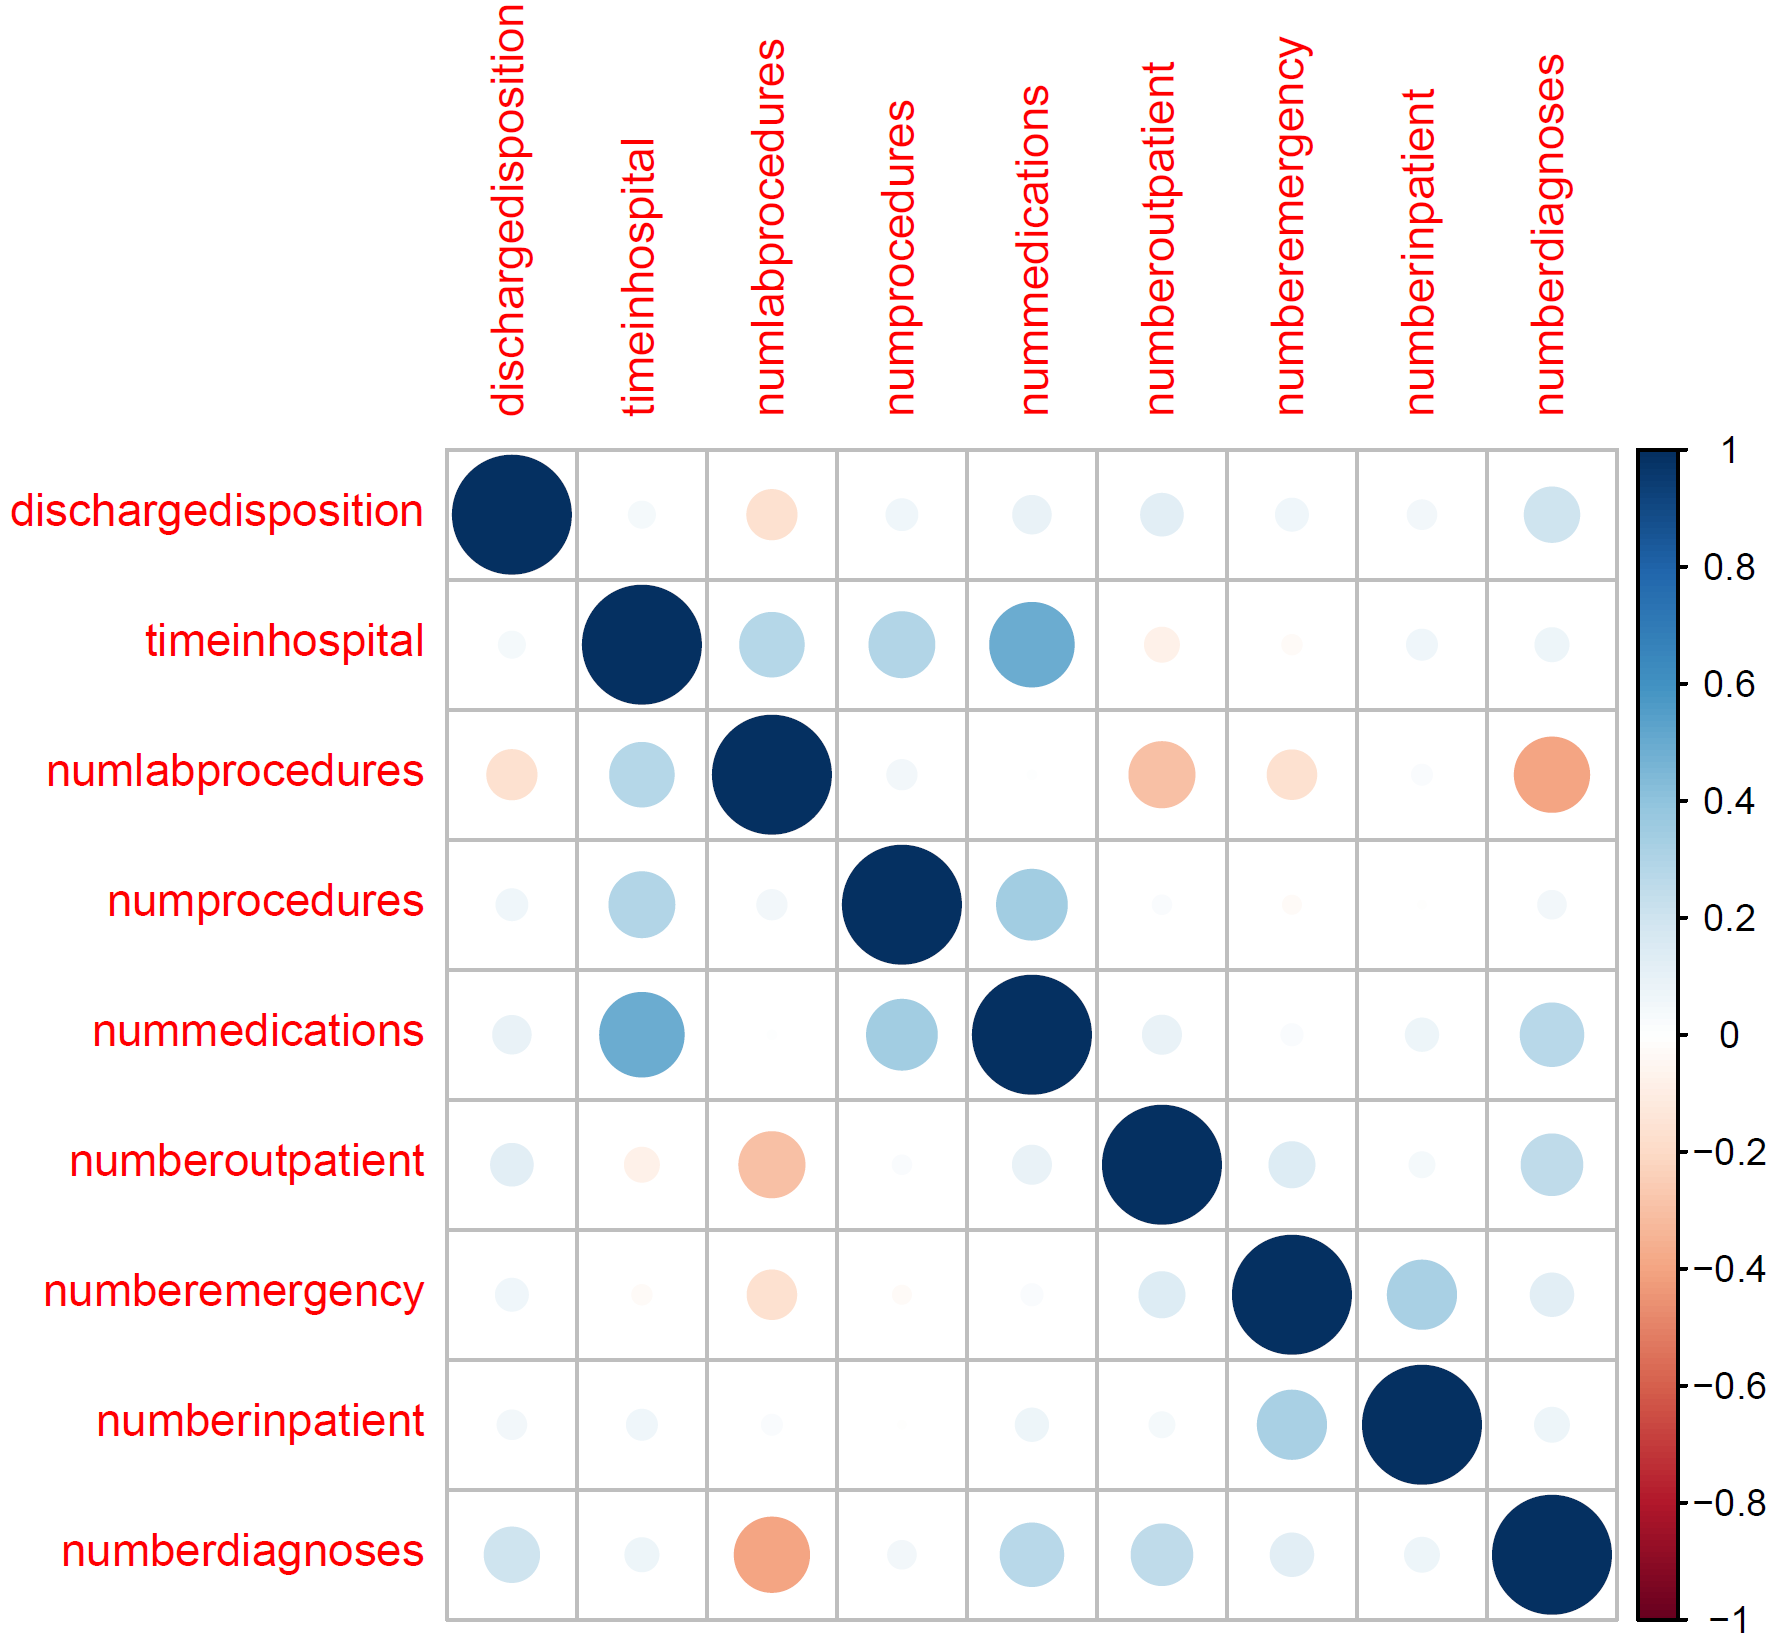 dischargedisposition
timeinhospital
numlabprocedures
numprocedures
nummedications
numberoutpatient
numberemergency
numberinpatient
numberdiagnoses
dischargedisposition
timeinhospital
numlabprocedures
numprocedures
nummedications
numberoutpatient
numberemergency
numberinpatient
numberdiagnoses
1
0.8
0.6
0.4
0.2
0
−0.2
−0.4
−0.6
−0.8
−1